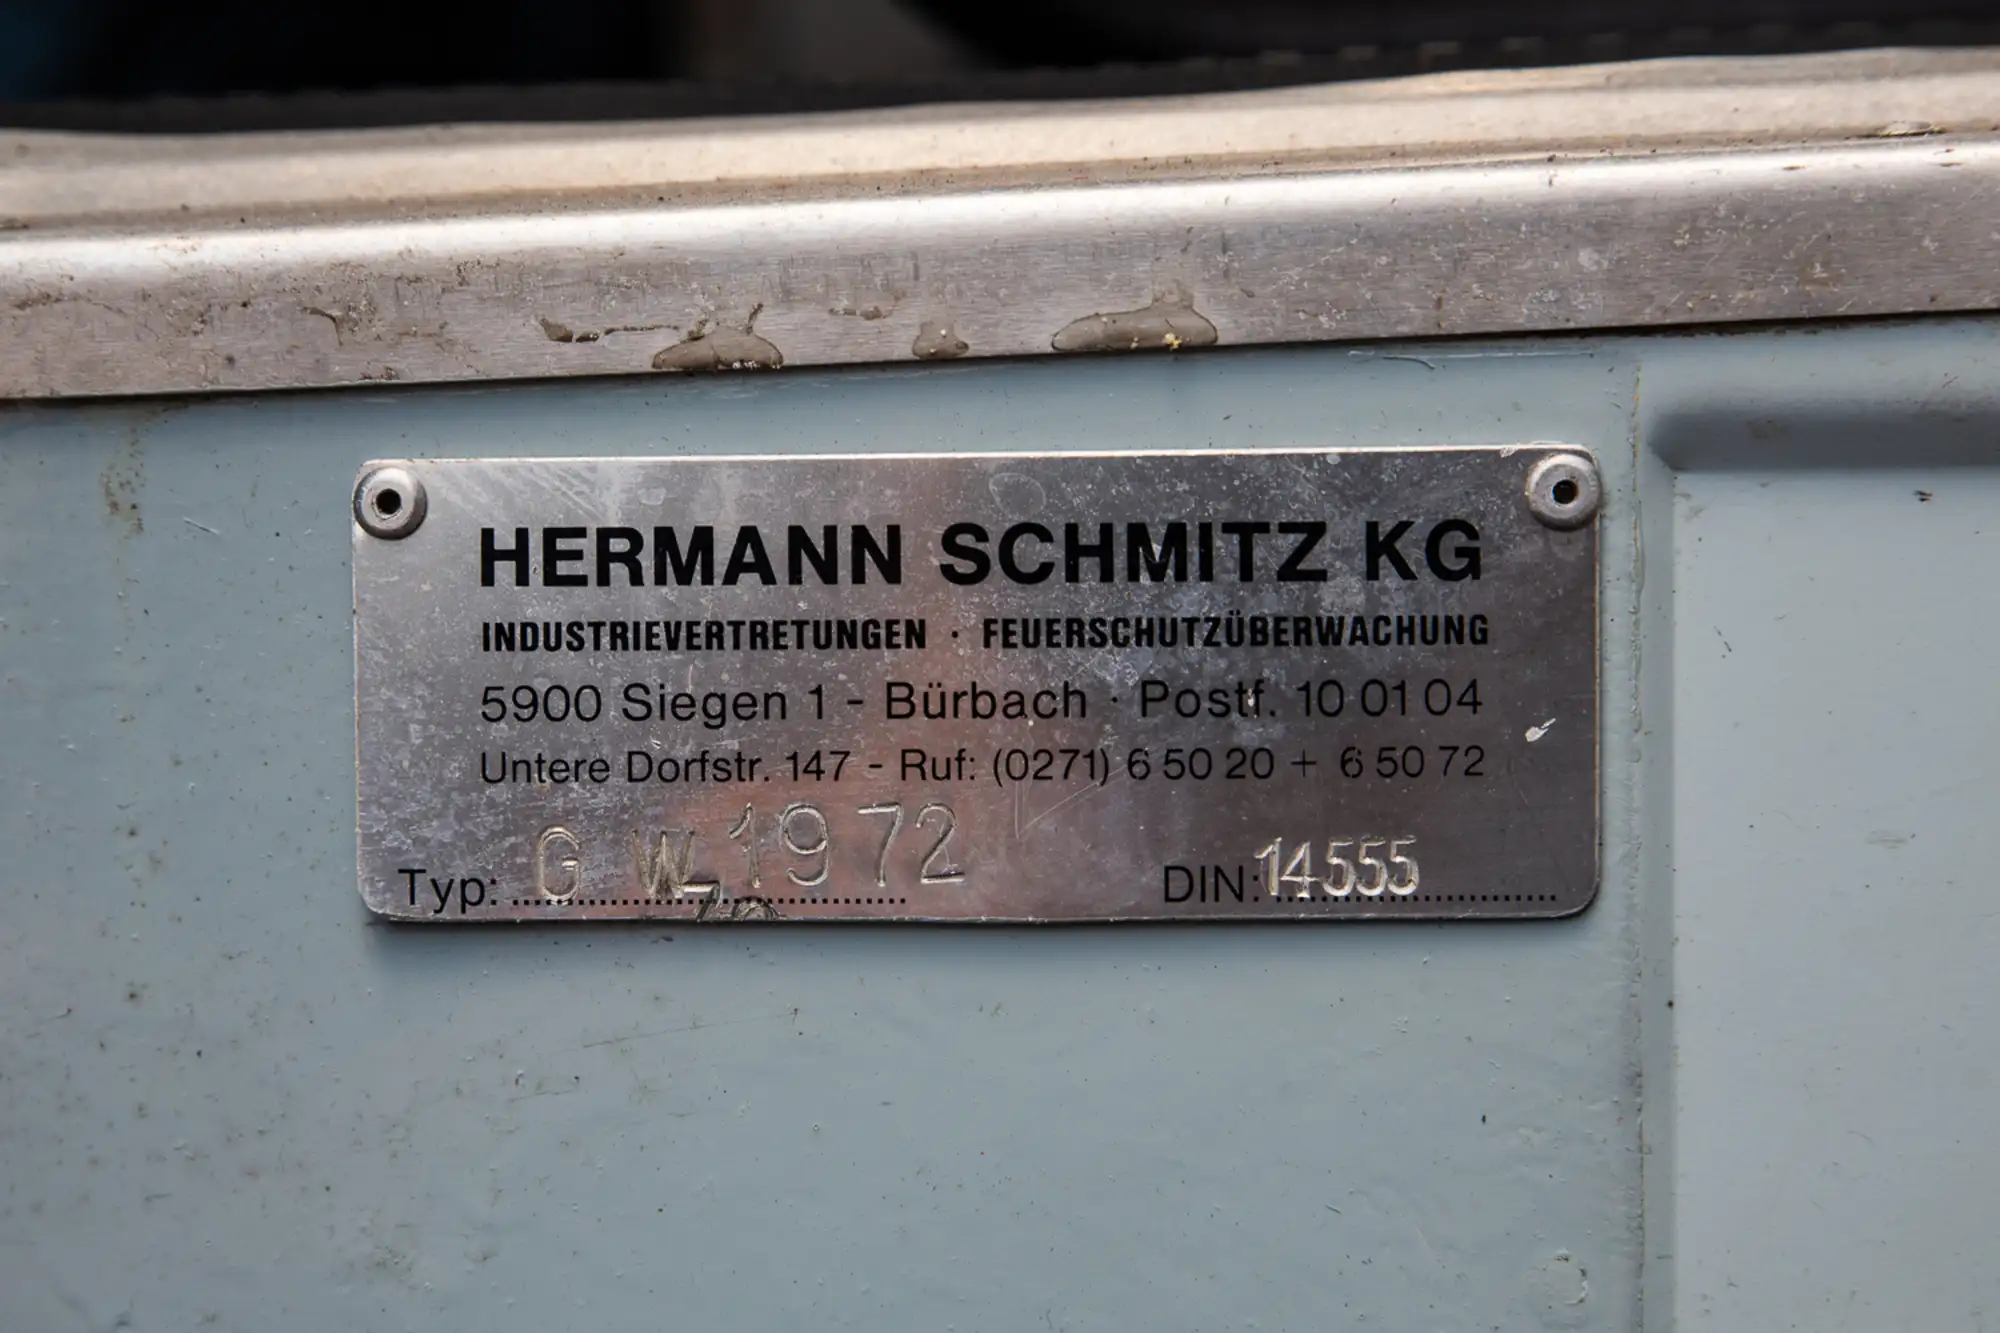 HERMANN SCHMITZ KG
INDUSTRIEVERTRETUNGEN · FEUERSCHUTZÜBERWACHUNG
5900 Siegen 1 - Bürbach · Postf. 10 01 04
Untere Dorfstr. 147 - Ruf: (0271) 6 50 20 + 6 50 72
Typ: G W 1972 DIN: 14555